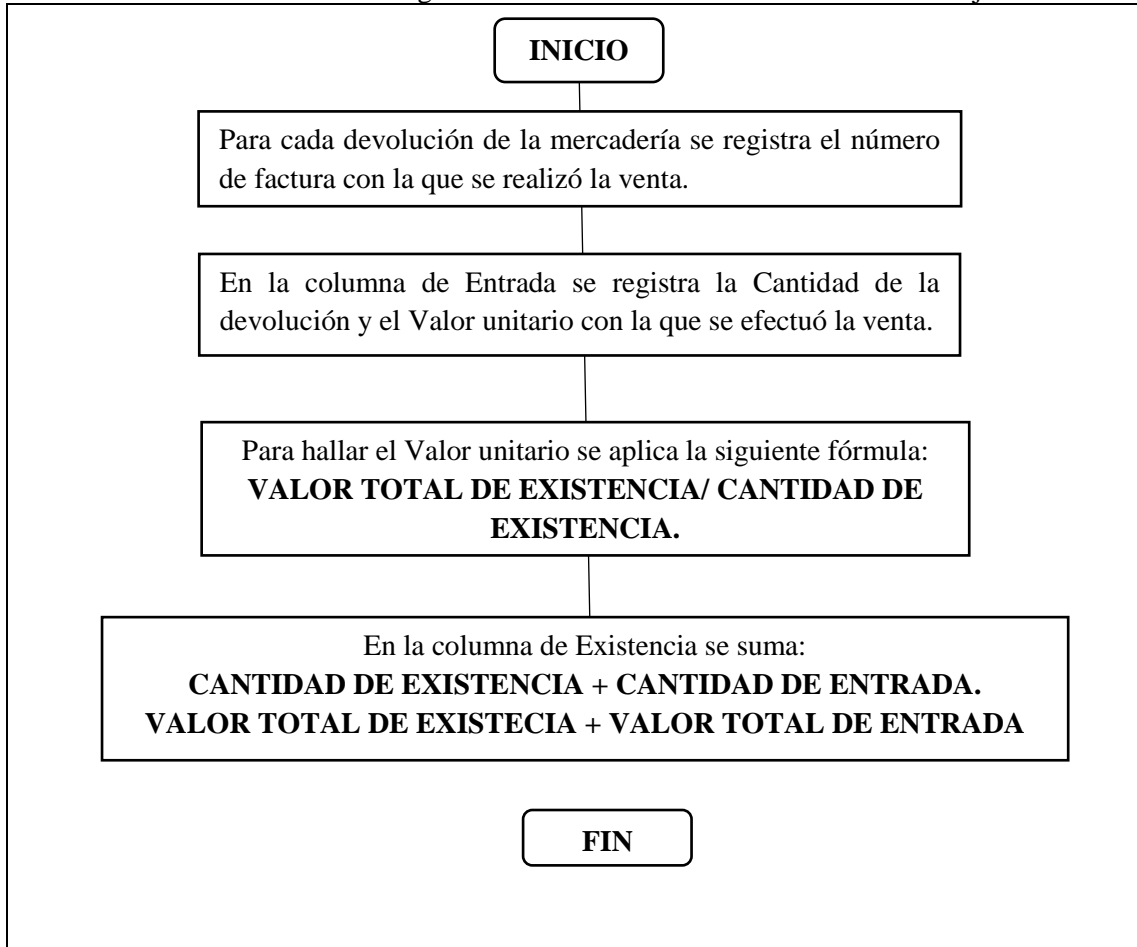 INICIO
Para cada devolución de la mercadería se registra el número
de factura con la que se realizó la venta.
En la columna de Entrada se registra la Cantidad de la
devolución y el Valor unitario con la que se efectuó la venta.
Para hallar el Valor unitario se aplica la siguiente fórmula:
VALOR TOTAL DE EXISTENCIA/ CANTIDAD DE
EXISTENCIA.
En la columna de Existencia se suma:
CANTIDAD DE EXISTENCIA + CANTIDAD DE ENTRADA.
VALOR TOTAL DE EXISTECIA + VALOR TOTAL DE ENTRADA
FIN